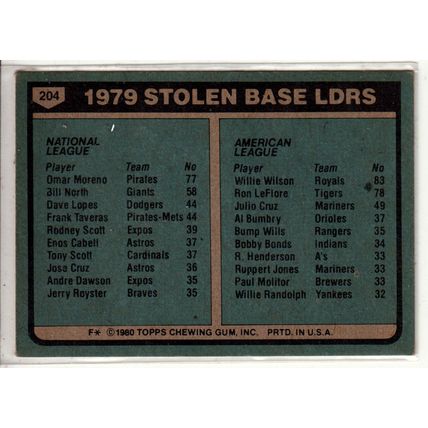 204
1979 STOLEN BASE LDRS
NATIONAL
LEAGUE
Player Team No
Omar Moreno Pirates 77
Bill North Giants 58
Dave Lopes Dodgers 44
Frank Taveras Pirates-Mets 44
Rodney Scott Expos 39
Enos Cabell Astros 37
Tony Scott Cardinals 37
Jose Cruz Astros 36
Andre Dawson Expos 35
Jerry Royster Braves 35
AMERICAN
LEAGUE
Player Team No
Willie Wilson Royals 83
Ron LeFlore Tigers 78
Julio Cruz Mariners 49
Al Bumbry Orioles 37
Bump Wills Rangers 35
Bobby Bonds Indians 34
R. Henderson A's 33
Ruppert Jones Mariners 33
Paul Molitor Brewers 33
Willie Randolph Yankees 32
F* ©1980 TOPPS CHEWING GUM, INC. PRTD. IN U.S.A.